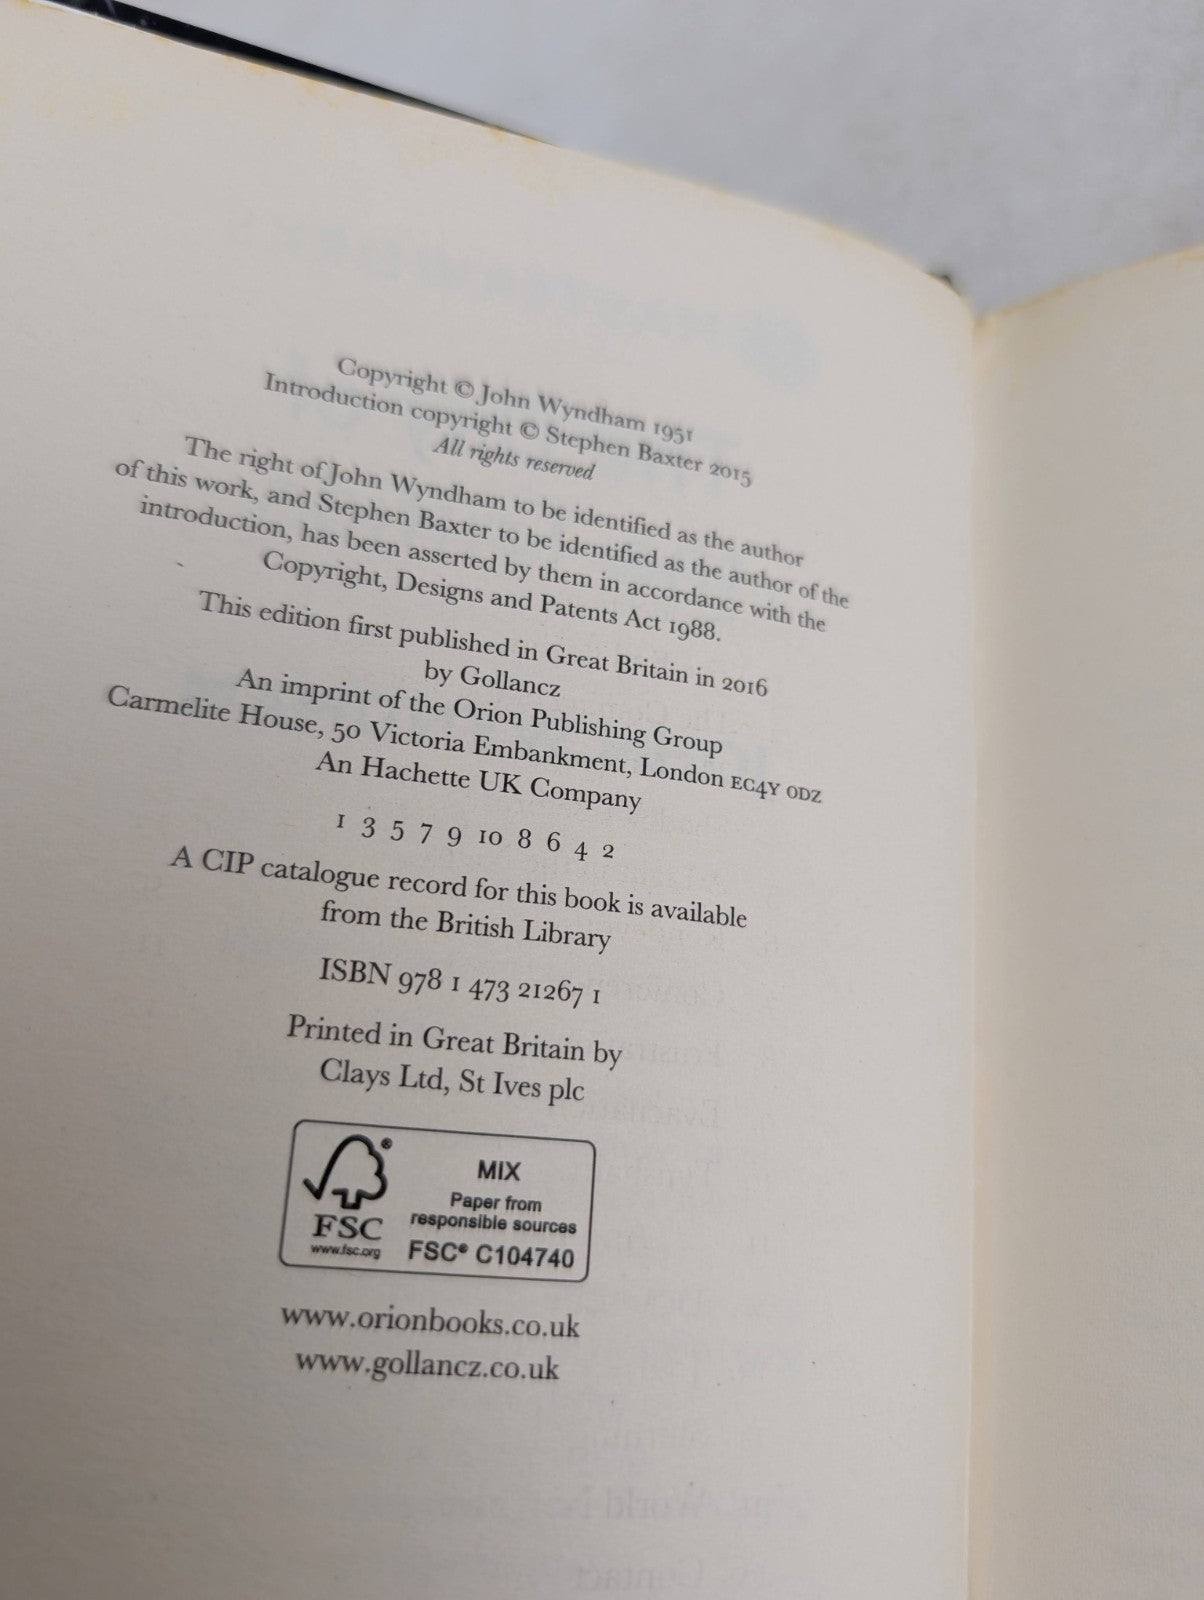 Copyright © John Wyndham 1951
Introduction copyright © Stephen Baxter 2015
All rights reserved
The right of John Wyndham to be identified as the author
of this work, and Stephen Baxter to be identified as the author of the
introduction, has been asserted by them in accordance with the
Copyright, Designs and Patents Act 1988.
This edition first published in Great Britain in 2016
by Gollancz
An imprint of the Orion Publishing Group
Carmelite House, 50 Victoria Embankment, London EC4Y 0DZ
An Hachette UK Company
1 3 5 7 9 10 8 6 4 2
A CIP catalogue record for this book is available
from the British Library
ISBN 978 1 473 21267 1
Printed in Great Britain by
Clays Ltd, St Ives plc
FSC®
www.fsc.org
MIX
Paper from
responsible sources
FSC® C104740
www.orionbooks.co.uk
www.gollancz.co.uk